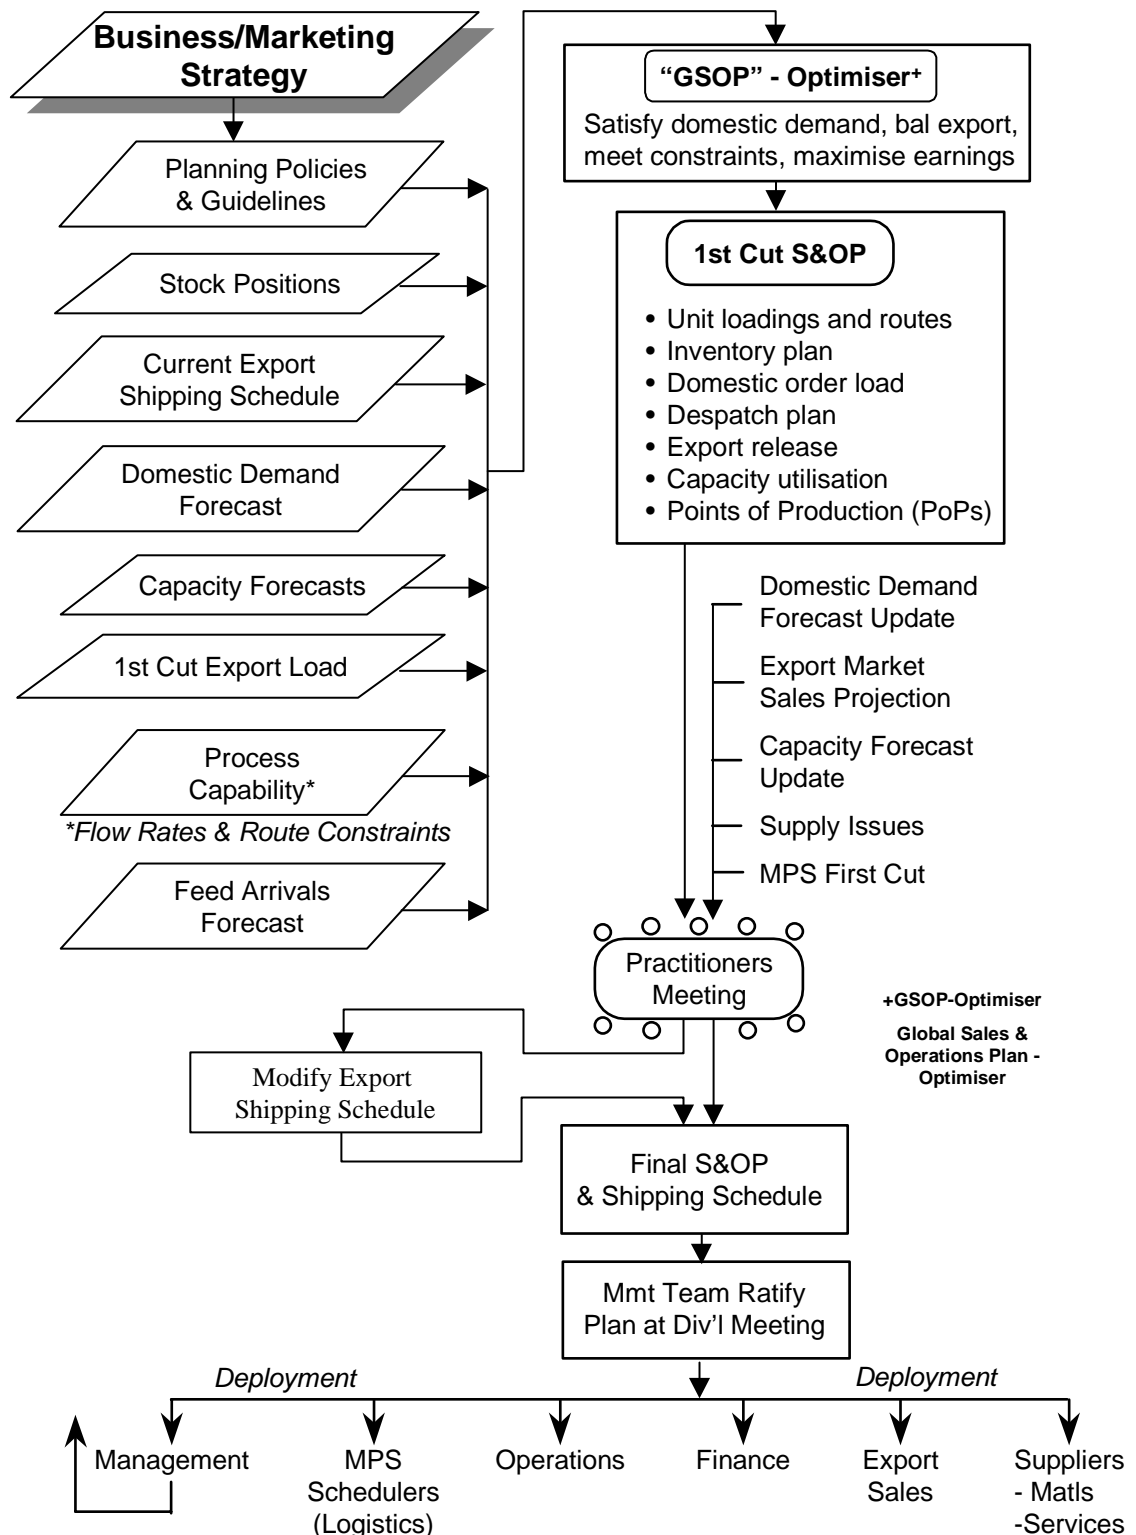 Business/Marketing
Strategy
Planning Policies
& Guidelines
Stock Positions
Current Export
Shipping Schedule
Domestic Demand
Forecast
Capacity Forecasts
1st Cut Export Load
Process
Capability*
*Flow Rates & Route Constraints
Feed Arrivals
Forecast
“GSOP” - Optimiser+
Satisfy domestic demand, bal export,
meet constraints, maximise earnings
1st Cut S&OP
• Unit loadings and routes
• Inventory plan
• Domestic order load
• Despatch plan
• Export release
• Capacity utilisation
• Points of Production (PoPs)
Domestic Demand
Forecast Update
Export Market
Sales Projection
Capacity Forecast
Update
Supply Issues
MPS First Cut
Practitioners
Meeting
+GSOP-Optimiser
Global Sales &
Operations Plan -
Optimiser
Modify Export
Shipping Schedule
Final S&OP
& Shipping Schedule
Mmt Team Ratify
Plan at Div’l Meeting
Deployment
Deployment
Management
MPS
Schedulers
(Logistics)
Operations
Finance
Export
Sales
Suppliers
- Matls
-Services